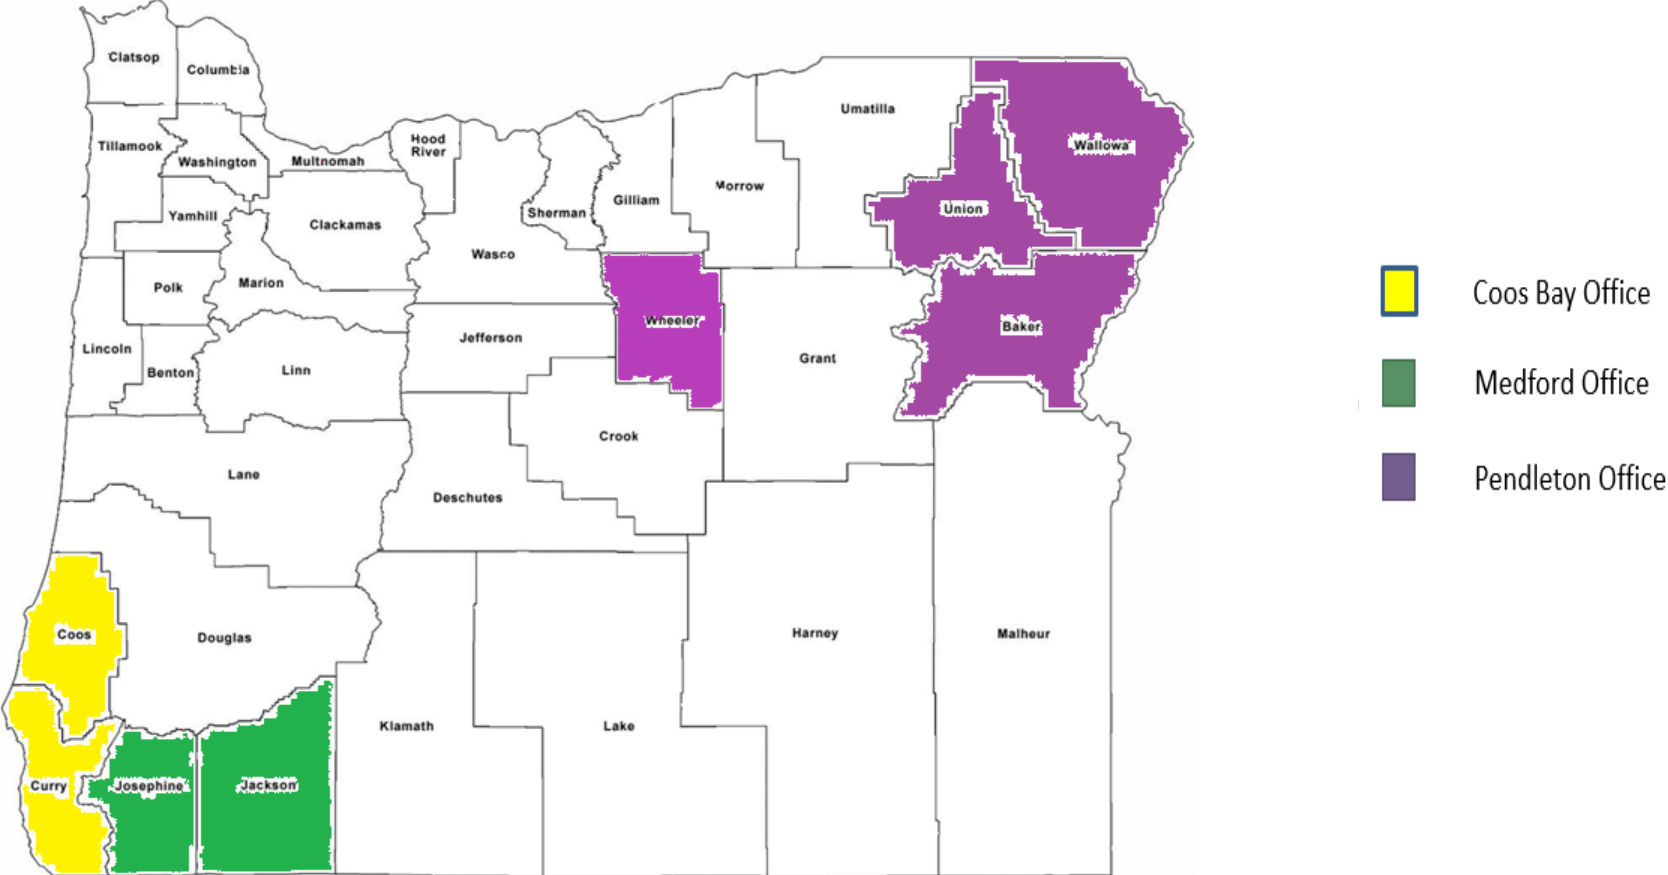 Clatsop
Columbia
Tillamook
Washington
Multnomah
Hood
River
Umatilla
Wallowa
Yamhill
Clackamas
Sherman
Gilliam
Morrow
Union
Wasco
Polk
Marion
Wheeler
Baker
Lincoln
Benton
Linn
Jefferson
Grant
Crook
Lane
Deschutes
Coos
Douglas
Harney
Malheur
Klamath
Lake
Curry
Josephine
Jackson
Coos Bay Office
Medford Office
Pendleton Office